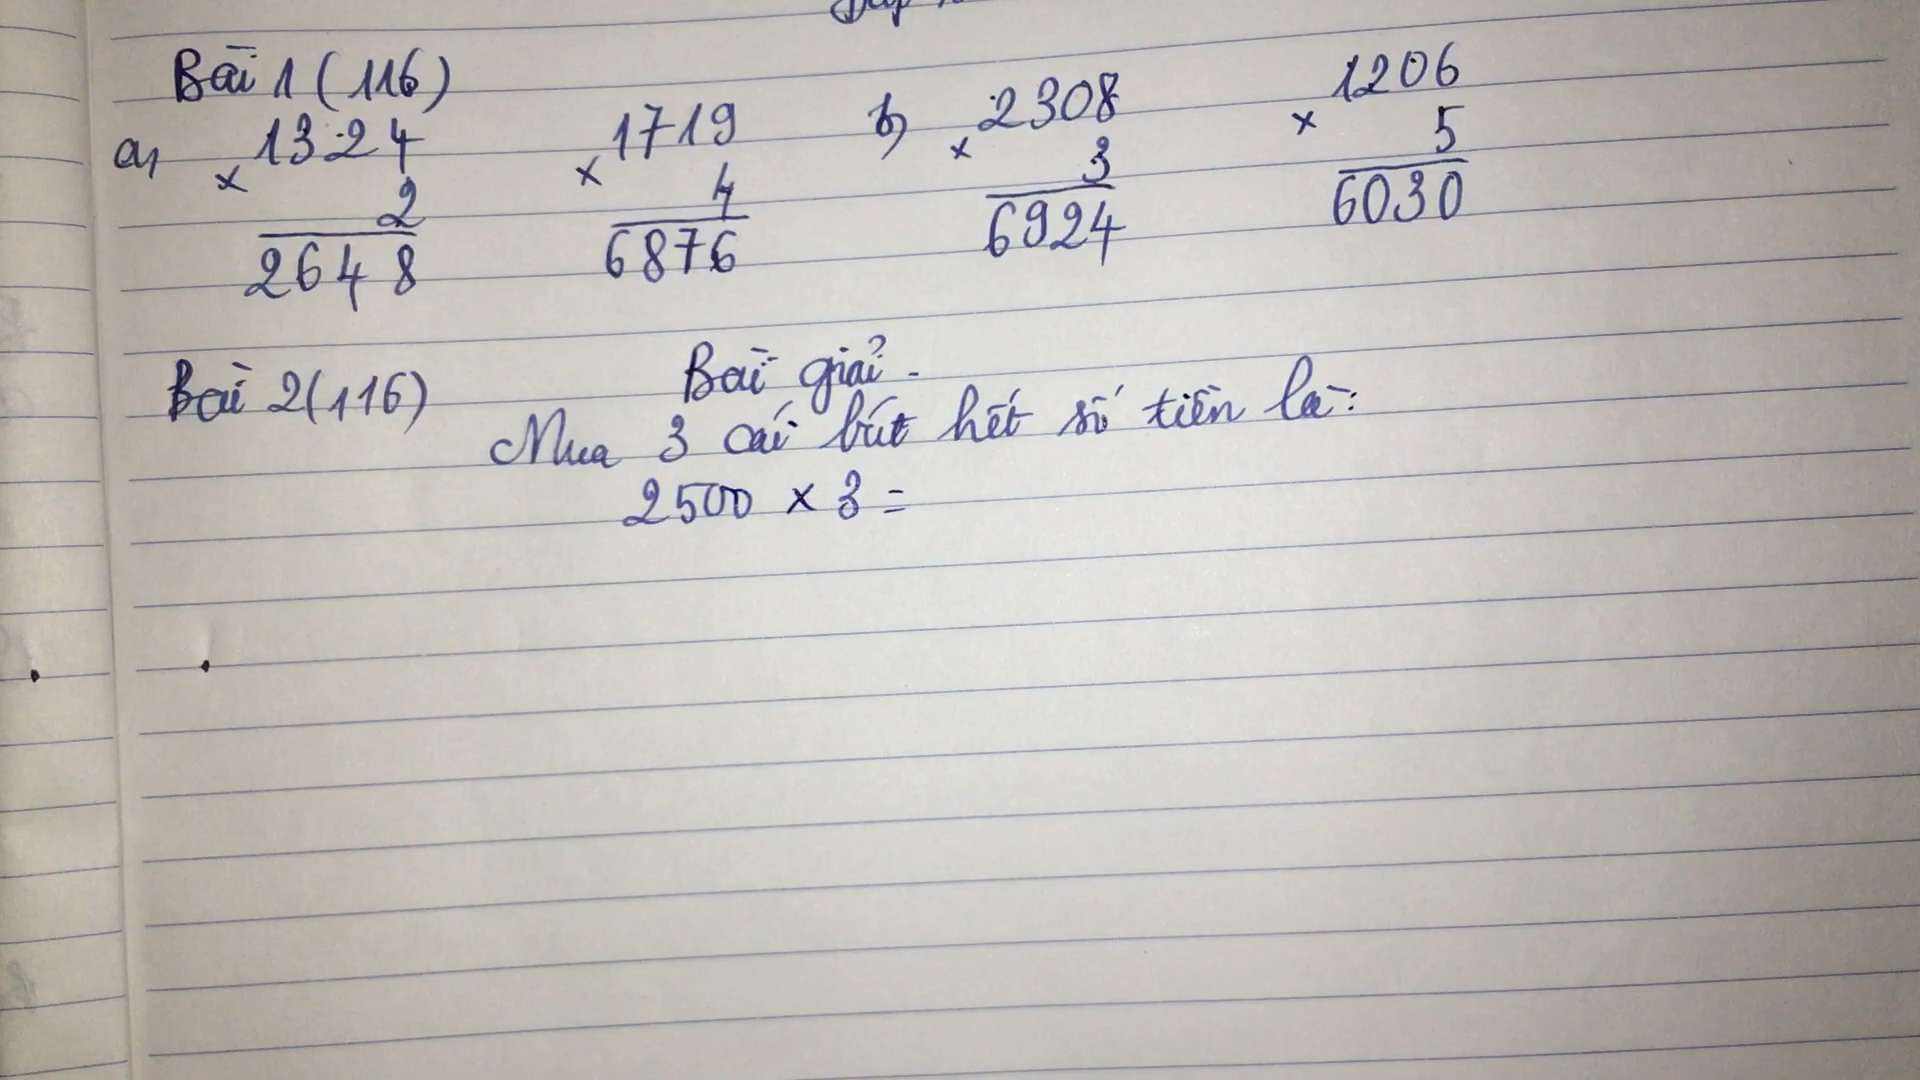 Bài 1 (116)
a, × 1324 × 1719 b, × 2308 × 1206
2 4 3 5
2648 6876 6924 6030
Bài 2 (116) Bài giải.
Mua 3 cái bút hết số tiền là:
2500 × 3 =